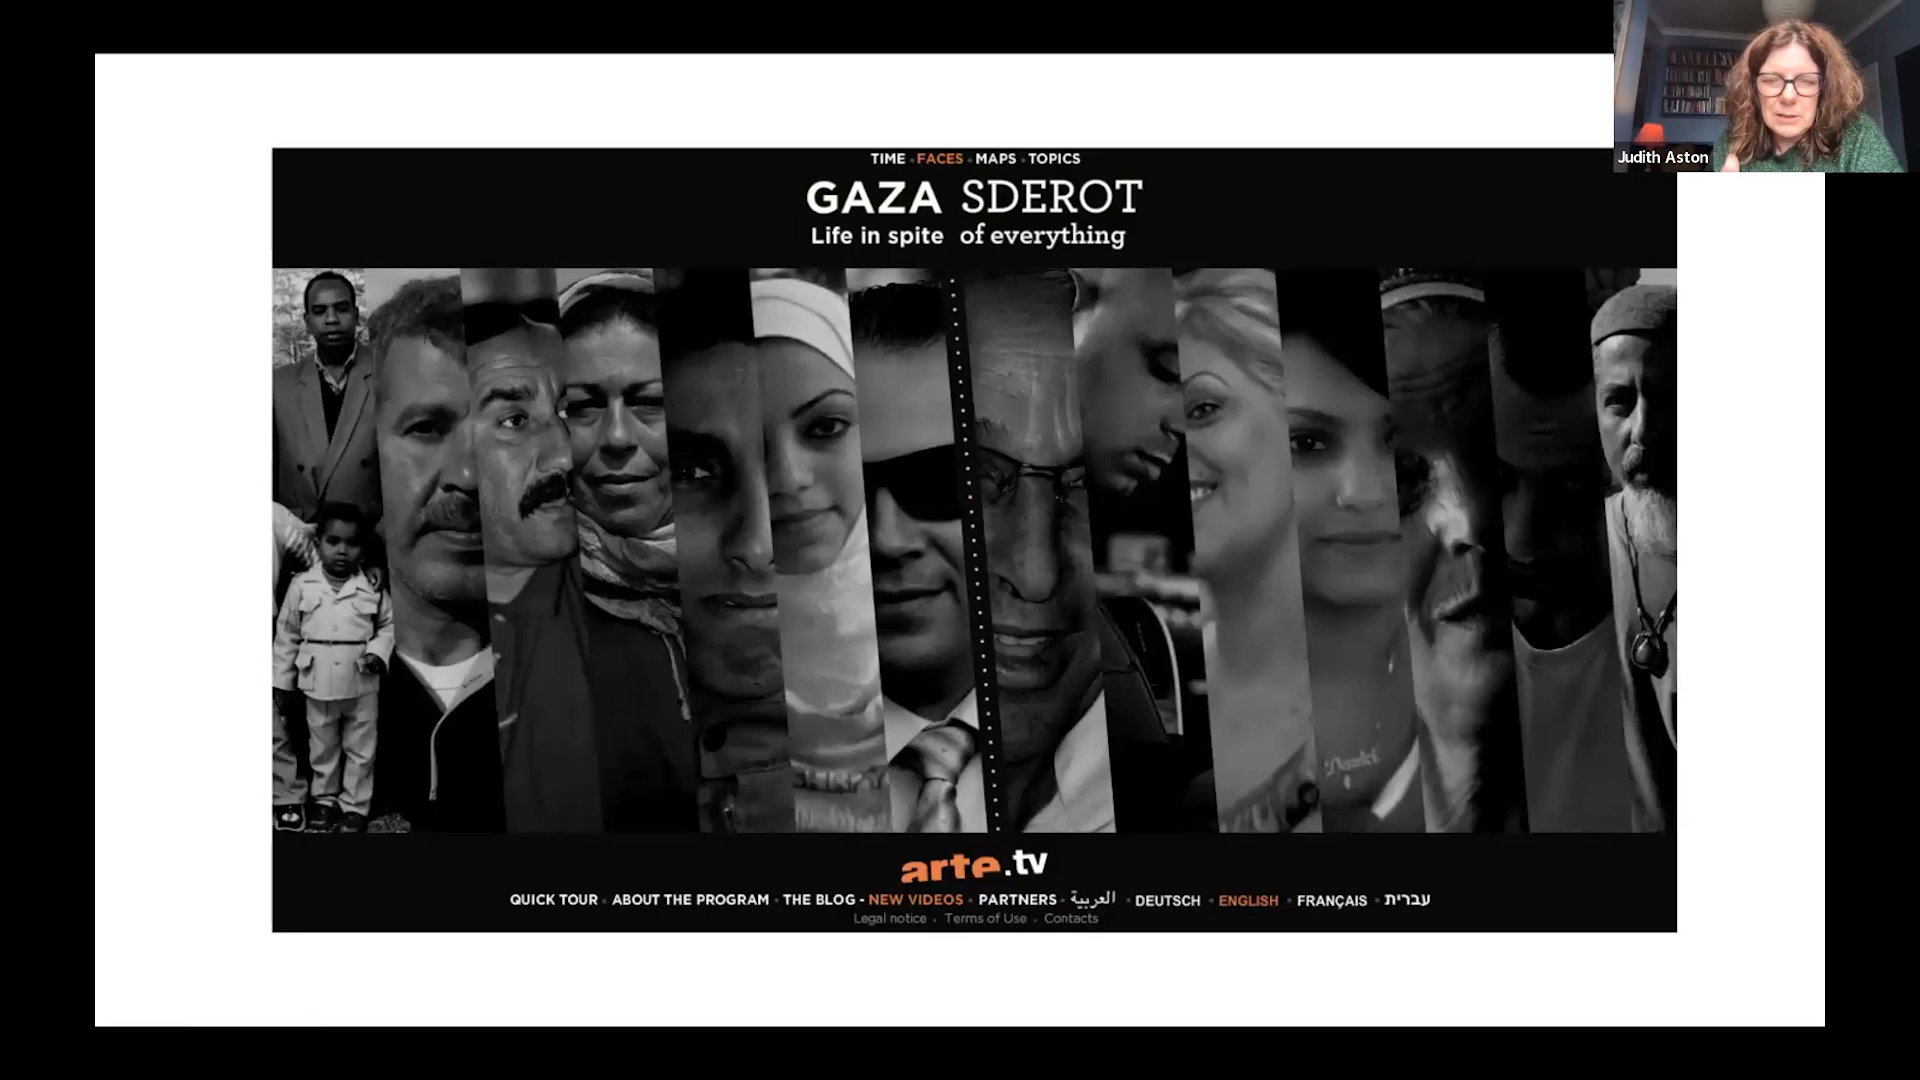 Judith Aston
TIME • FACES • MAPS • TOPICS
GAZA SDEROT
Life in spite of everything
arte.tv
QUICK TOUR • ABOUT THE PROGRAM • THE BLOG - NEW VIDEOS • PARTNERS • العربية • DEUTSCH • ENGLISH • FRANÇAIS • עברית
Legal notice • Terms of Use • Contacts